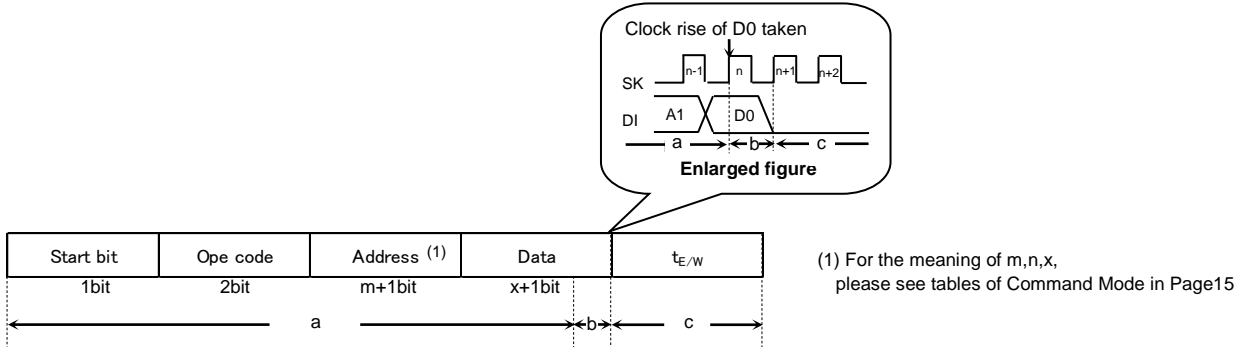 Clock rise of D0 taken
SK n-1 n n+1 n+2
DI A1 D0
a b c
Enlarged figure
Start bit Ope code Address (1) Data tE/W
1bit 2bit m+1bit x+1bit
a b c
(1) For the meaning of m,n,x,
please see tables of Command Mode in Page15